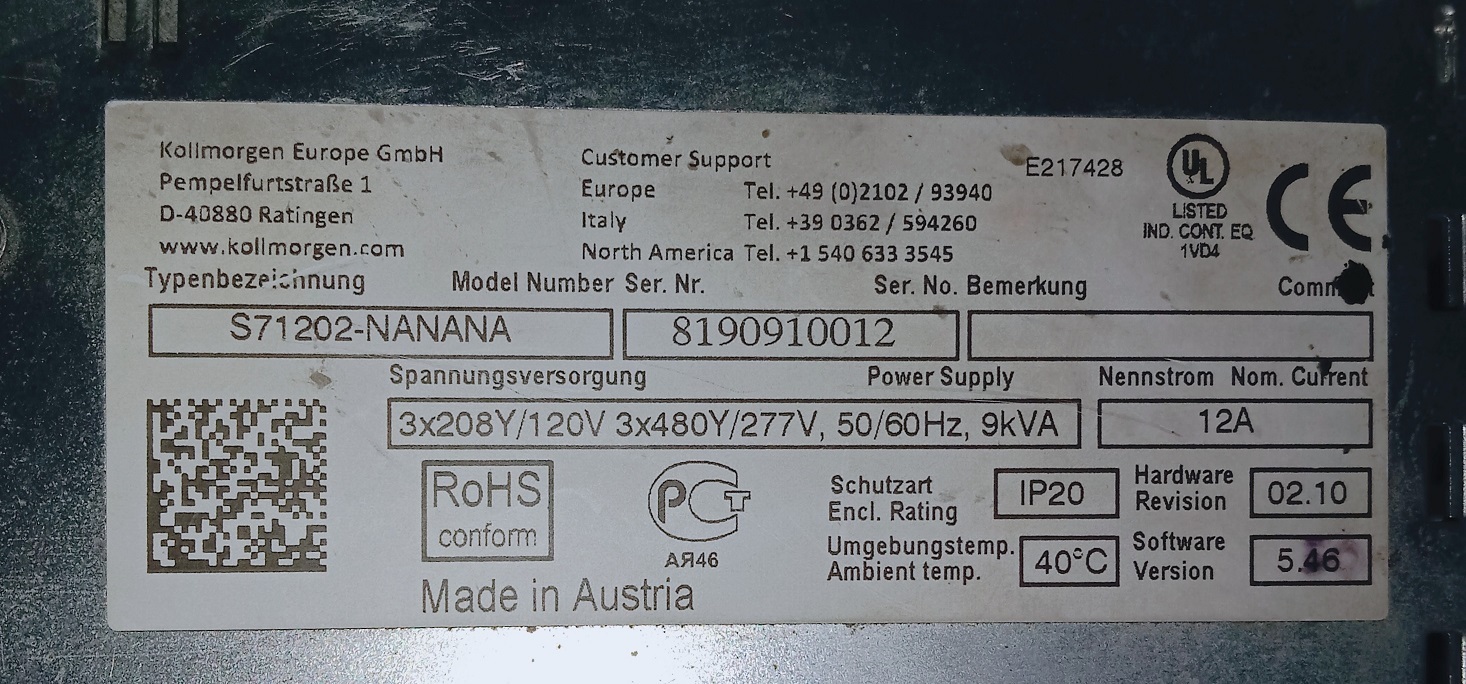 Kollmorgen Europe GmbH
Pempelfurtstraße 1
D-40880 Ratingen
www.kollmorgen.com
Customer Support
Europe Tel. +49 (0)2102 / 93940
Italy Tel. +39 0362 / 594260
North America Tel. +1 540 633 3545
E217428
UL
LISTED
IND. CONT. EQ
1VD4
CE
Typenbezeichnung Model Number Ser. Nr. Ser. No. Bemerkung
S71202-NANANA 8190910012
Spannungsversorgung Power Supply Nennstrom Nom. Current
3x208Y/120V 3x480Y/277V, 50/60Hz, 9kVA 12A
RoHS
conform
РСТ
АЯ46
Made in Austria
Schutzart
Encl. Rating
IP20
Hardware
Revision
02.10
Umgebungstemp.
Ambient temp.
40°C
Software
Version
5.46